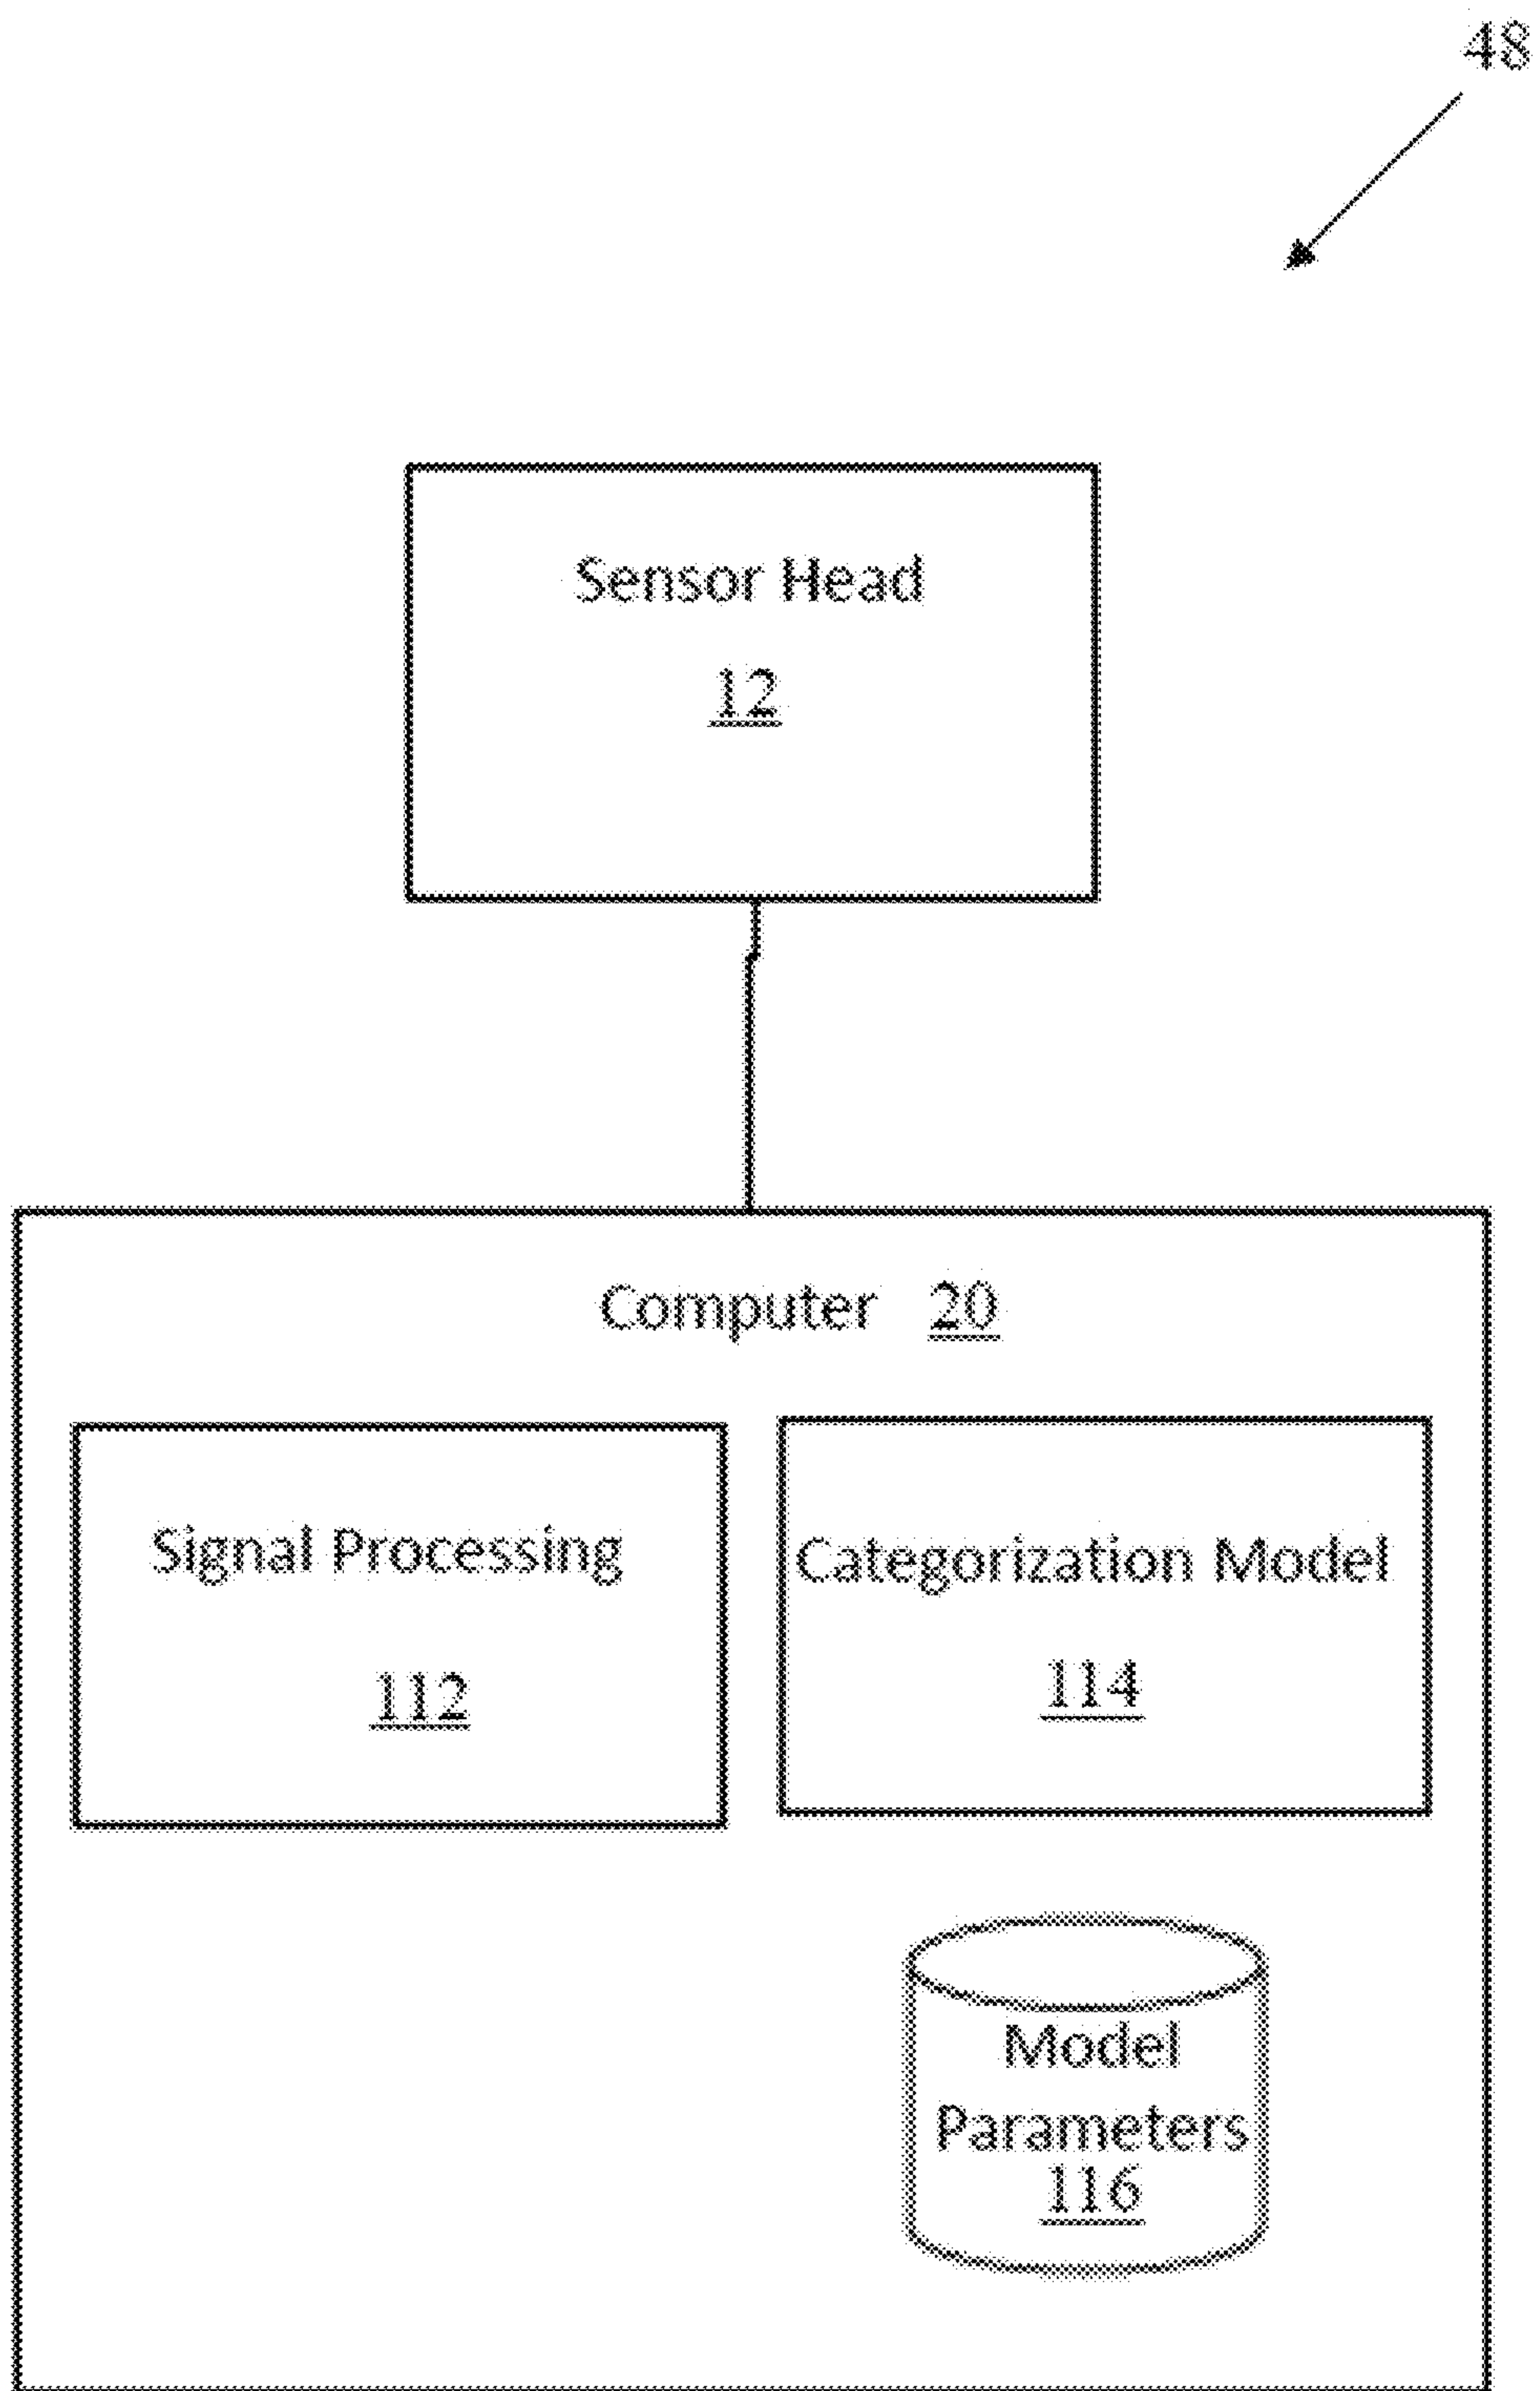 48
Sensor Head
12
Computer 20
Signal Processing
112
Categorization Model
114
Model
Parameters
116